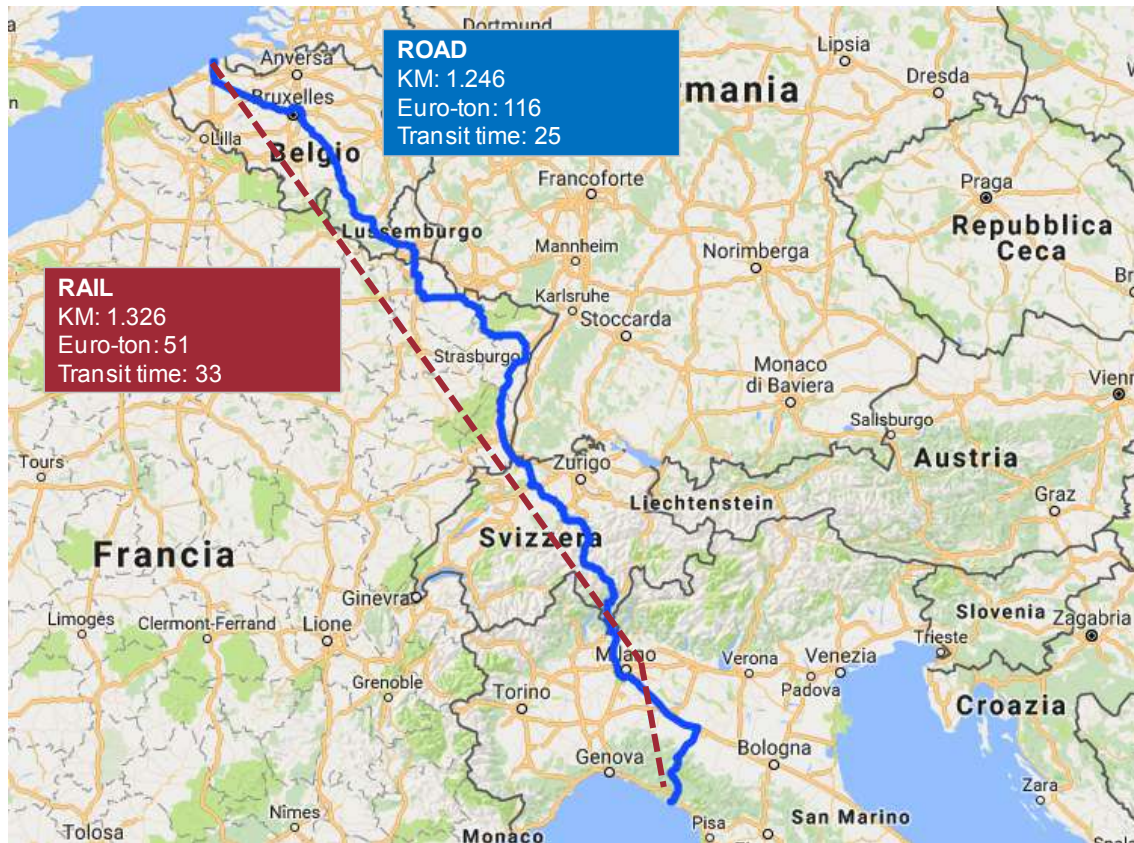 Dortmund
Anversa
Lipsia
Dresda
ROAD
KM: 1.246
Euro-ton: 116
Transit time: 25
rmania
Bruxelles
Lilla
Belgio
Francoforte
Praga
Repubblica
Ceca
Lussemburgo
Mannheim
Norimberga
RAIL
KM: 1.326
Euro-ton: 51
Transit time: 33
Karlsruhe
Stoccarda
Strasburgo
Monaco
di Baviera
Vienn
Salisburgo
Tours
Zurigo
Austria
Liechtenstein
Graz
Svizzera
Francia
Ginevra
Slovenia
Zagabria
Limoges
Clermont-Ferrand
Lione
Trieste
Milano
Verona
Venezia
Padova
Grenoble
Torino
Croazia
Bologna
Genova
Zara
Nîmes
San Marino
Tolosa
Monaco
Pisa